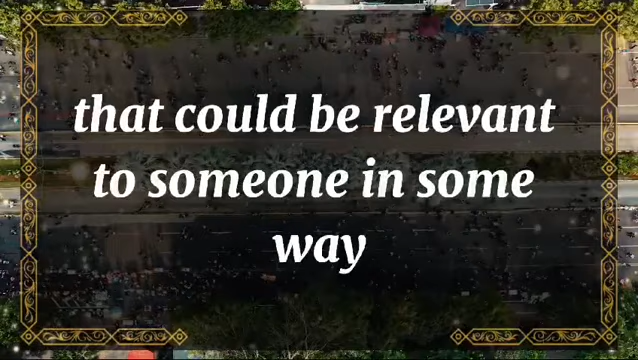 that could be relevant
to someone in some
way